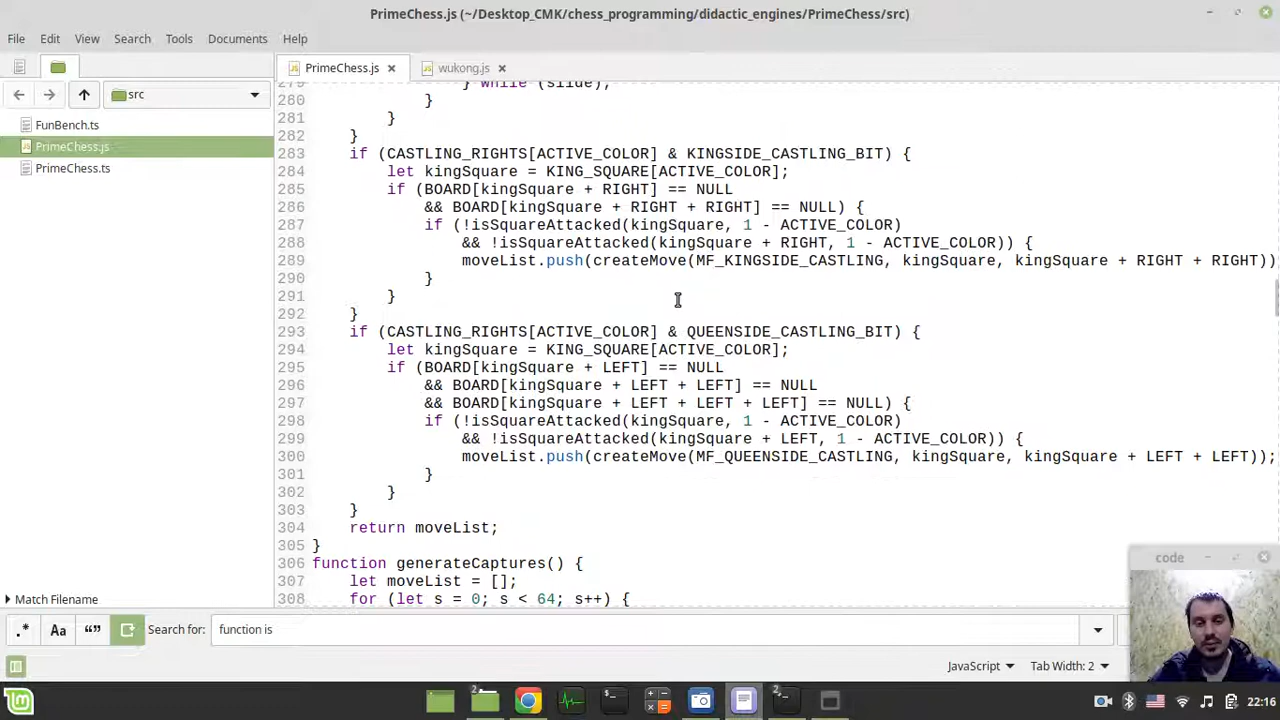 PrimeChess.js (~/Desktop_CMK/chess_programming/didactic_engines/PrimeChess/src)
File Edit View Search Tools Documents Help
PrimeChess.js
wukong.js
src
FunBench.ts
PrimeChess.js
PrimeChess.ts
279 } while (slide);
280 }
281 }
282 }
283 if (CASTLING_RIGHTS[ACTIVE_COLOR] & KINGSIDE_CASTLING_BIT) {
284 let kingSquare = KING_SQUARE[ACTIVE_COLOR];
285 if (BOARD[kingSquare + RIGHT] == NULL
286 && BOARD[kingSquare + RIGHT + RIGHT] == NULL) {
287 if (!isSquareAttacked(kingSquare, 1 - ACTIVE_COLOR)
288 && !isSquareAttacked(kingSquare + RIGHT, 1 - ACTIVE_COLOR)) {
289 moveList.push(createMove(MF_KINGSIDE_CASTLING, kingSquare, kingSquare + RIGHT + RIGHT))
290 }
291 }
292 }
293 if (CASTLING_RIGHTS[ACTIVE_COLOR] & QUEENSIDE_CASTLING_BIT) {
294 let kingSquare = KING_SQUARE[ACTIVE_COLOR];
295 if (BOARD[kingSquare + LEFT] == NULL
296 && BOARD[kingSquare + LEFT + LEFT] == NULL
297 && BOARD[kingSquare + LEFT + LEFT + LEFT] == NULL) {
298 if (!isSquareAttacked(kingSquare, 1 - ACTIVE_COLOR)
299 && !isSquareAttacked(kingSquare + LEFT, 1 - ACTIVE_COLOR)) {
300 moveList.push(createMove(MF_QUEENSIDE_CASTLING, kingSquare, kingSquare + LEFT + LEFT));
301 }
302 }
303 }
304 return moveList;
305 }
306 function generateCaptures() {
307 let moveList = [];
308 for (let s = 0; s < 64; s++) {
Match Filename
code
.* Aa “” Search for: function is
JavaScript Tab Width: 2
2 2 22:16